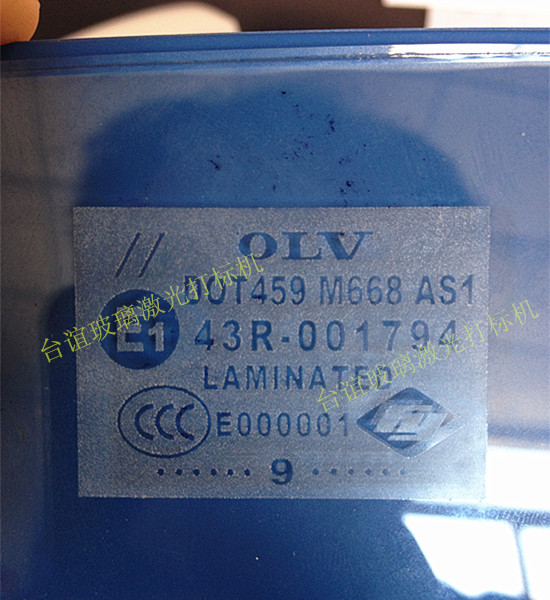 // OLV
DOT459 M668 AS1
E1 43R-001794
LAMINATED
CCC E000001
...... 9 ......
台谊玻璃激光打标机
台谊玻璃激光打标机